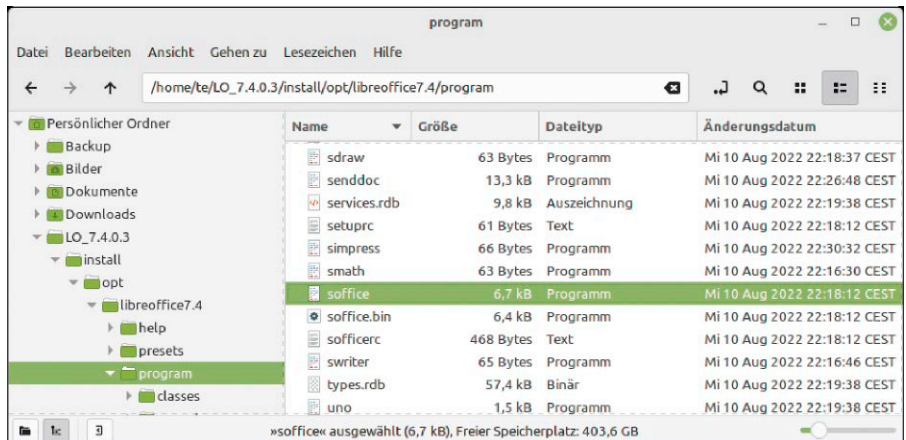 program
Datei Bearbeiten Ansicht Gehen zu Lesezeichen Hilfe
/home/te/LO_7.4.0.3/install/opt/libreoffice7.4/program
Persönlicher Ordner
Backup
Bilder
Dokumente
Downloads
LO_7.4.0.3
install
opt
libreoffice7.4
help
presets
program
classes
Name Größe Dateityp Änderungsdatum
sdraw 63 Bytes Programm Mi 10 Aug 2022 22:18:37 CEST
senddoc 13,3 kB Programm Mi 10 Aug 2022 22:26:48 CEST
services.rdb 9,8 kB Auszeichnung Mi 10 Aug 2022 22:19:38 CEST
setuprc 61 Bytes Text Mi 10 Aug 2022 22:18:12 CEST
simpress 66 Bytes Programm Mi 10 Aug 2022 22:30:32 CEST
smath 63 Bytes Programm Mi 10 Aug 2022 22:16:30 CEST
soffice 6,7 kB Programm Mi 10 Aug 2022 22:18:12 CEST
soffice.bin 6,4 kB Programm Mi 10 Aug 2022 22:18:12 CEST
sofficerc 468 Bytes Text Mi 10 Aug 2022 22:18:12 CEST
swriter 65 Bytes Programm Mi 10 Aug 2022 22:16:46 CEST
types.rdb 57,4 kB Binär Mi 10 Aug 2022 22:19:38 CEST
uno 1,5 kB Programm Mi 10 Aug 2022 22:19:38 CEST
»soffice« ausgewählt (6,7 kB), Freier Speicherplatz: 403,6 GB